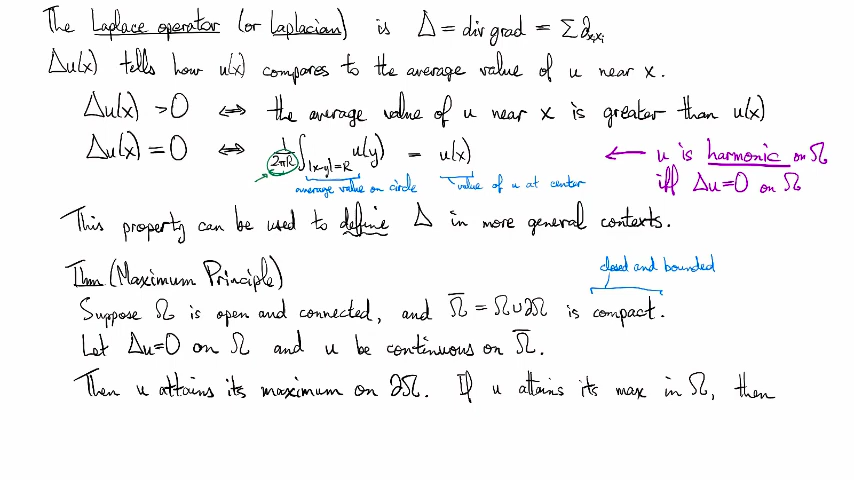 The Laplace operator (or Laplacian) is Δ = div grad = Σ ∂xᵢxᵢ
Δu(x) tells how u(x) compares to the average value of u near x.
Δu(x) > 0 ⟺ the average value of u near x is greater than u(x)
Δu(x) = 0 ⟺ 1/2πR ∫|x-y|=R u(y) = u(x) ← u is harmonic on Ω
iff Δu=0 on Ω
average value on circle value of u at center
This property can be used to define Δ in more general contexts.
Thm (Maximum Principle) closed and bounded
Suppose Ω is open and connected, and Ω̅ = Ω∪∂Ω is compact.
Let Δu=0 on Ω and u be continuous on Ω̅.
Then u attains its maximum on ∂Ω. If u attains its max in Ω, then